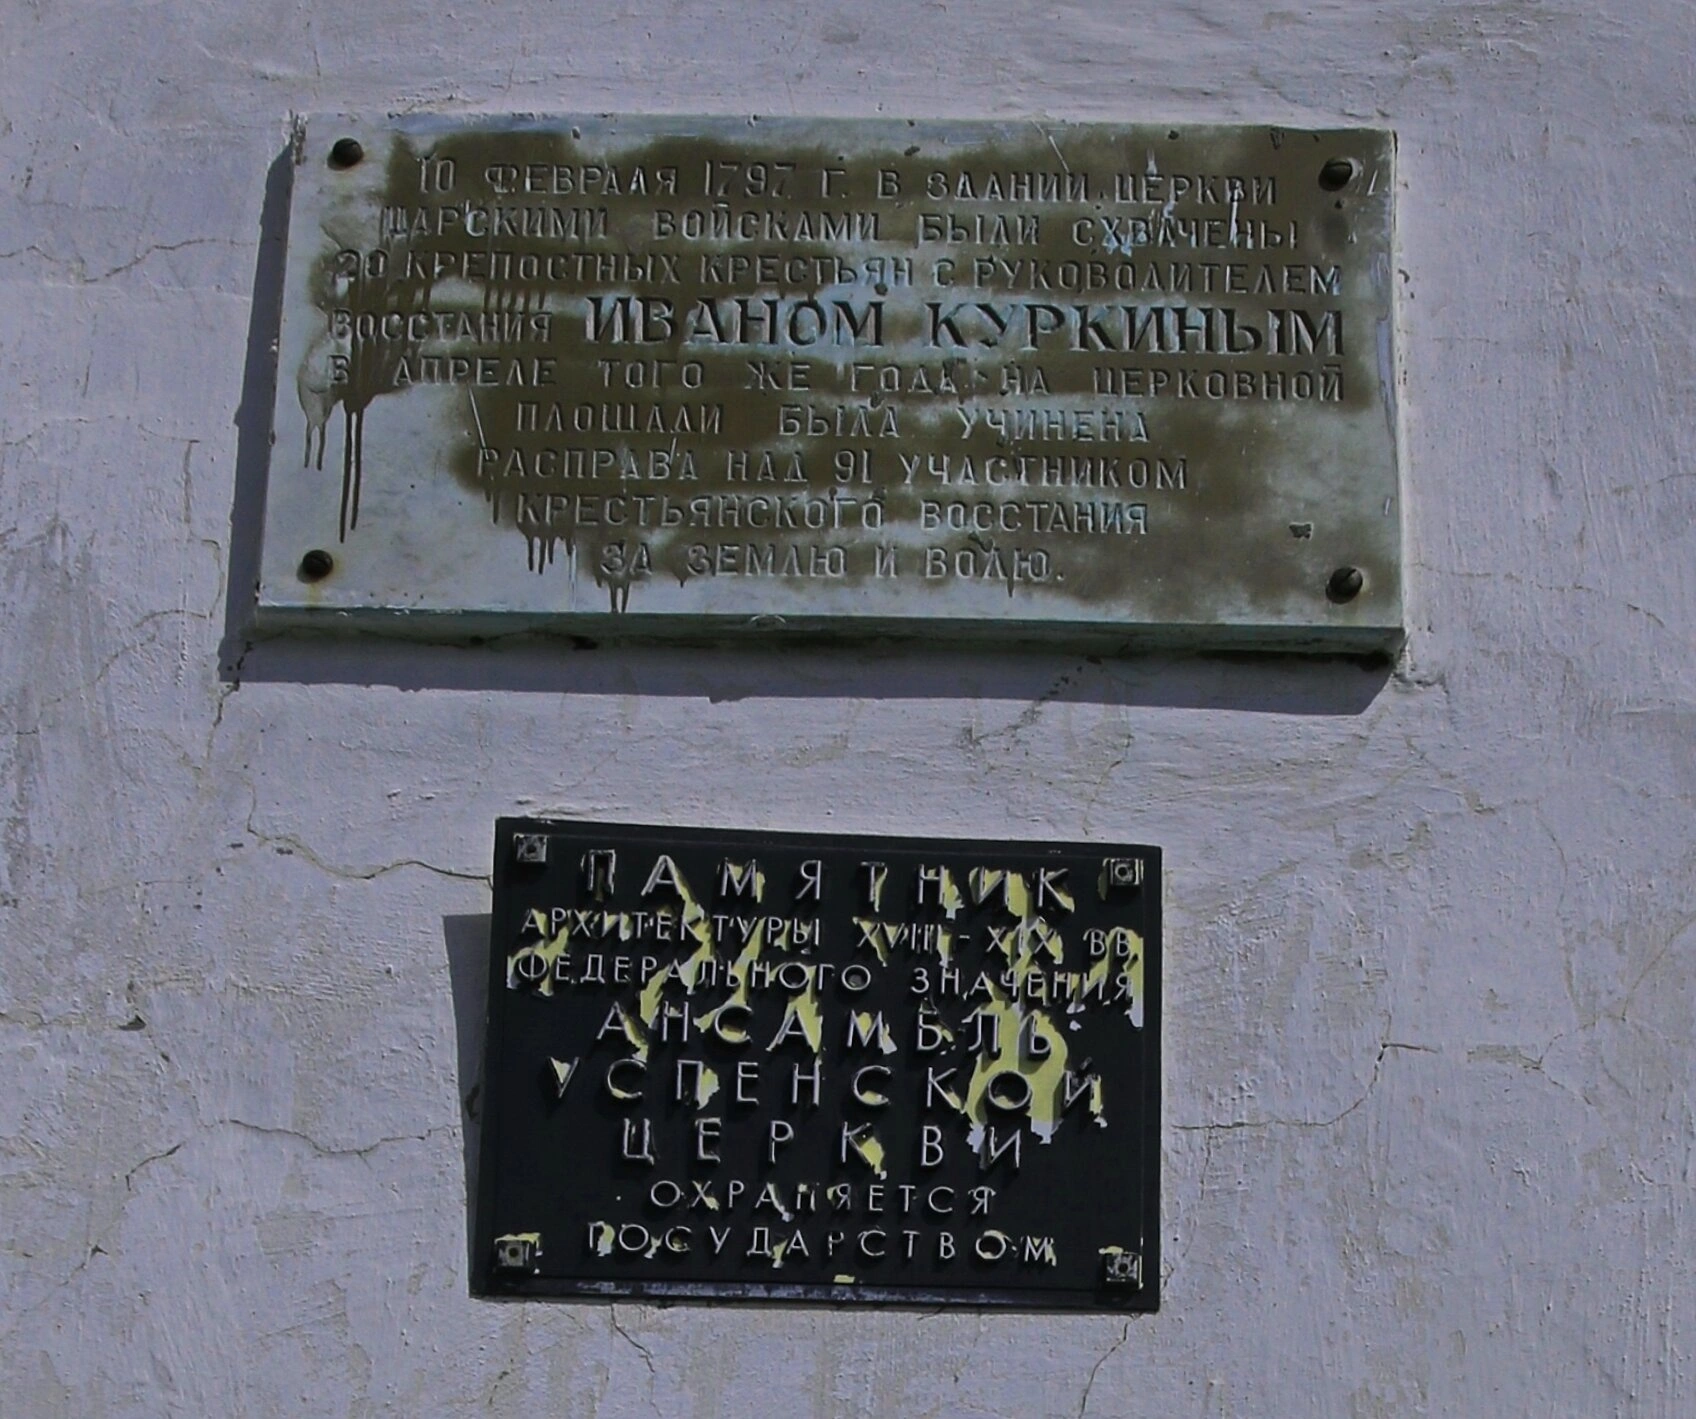 10 ФЕВРАЛЯ 1797 Г. В ЗДАНИИ ЦЕРКВИ
ЦАРСКИМИ ВОЙСКАМИ БЫЛИ СХВАЧЕНЫ
20 КРЕПОСТНЫХ КРЕСТЬЯН С РУКОВОДИТЕЛЕМ
ВОССТАНИЯ ИВАНОМ КУРКИНЫМ
В АПРЕЛЕ ТОГО ЖЕ ГОДА НА ЦЕРКОВНОЙ
ПЛОЩАДИ БЫЛА УЧИНЕНА
РАСПРАВА НАД 91 УЧАСТНИКОМ
КРЕСТЬЯНСКОГО ВОССТАНИЯ
ЗА ЗЕМЛЮ И ВОЛЮ.
ПАМЯТНИК
АРХИТЕКТУРЫ XVIII-XIX ВВ
ФЕДЕРАЛЬНОГО ЗНАЧЕНИЯ
АНСАМБЛЬ
УСПЕНСКОЙ
ЦЕРКВИ
ОХРАНЯЕТСЯ
ГОСУДАРСТВОМ